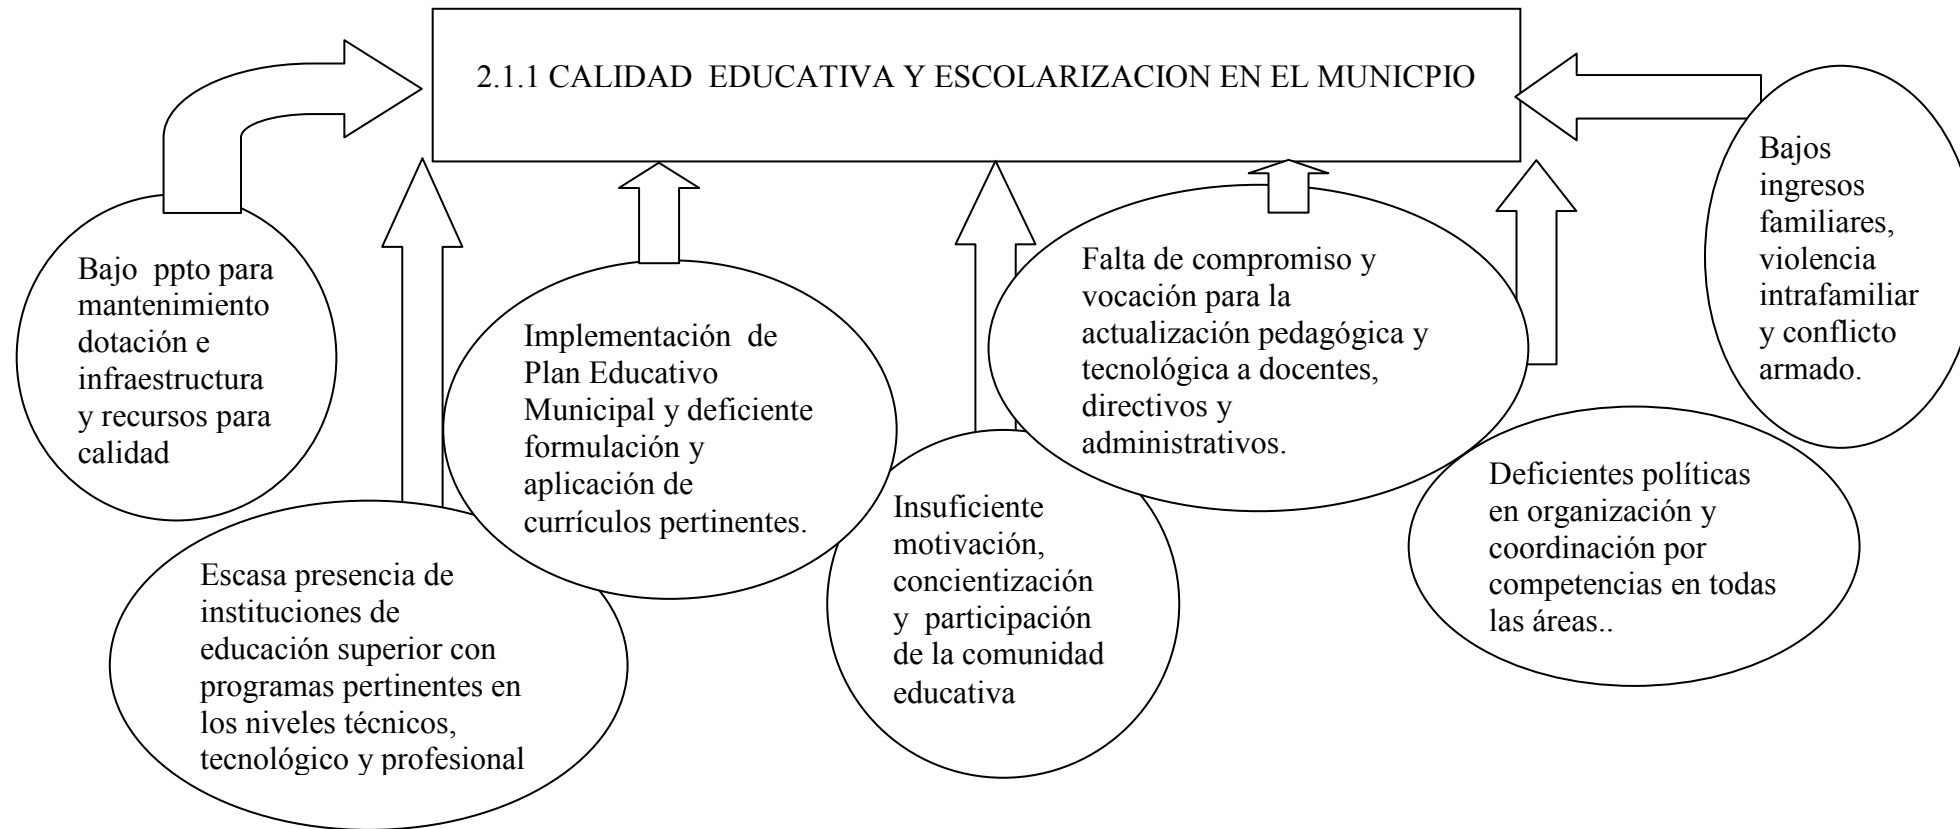 2.1.1 CALIDAD EDUCATIVA Y ESCOLARIZACION EN EL MUNICPIO
Bajo ppto para
mantenimiento
dotación e
infraestructura
y recursos para
calidad
Escasa presencia de
instituciones de
educación superior con
programas pertinentes en
los niveles técnicos,
tecnológico y profesional
Implementación de
Plan Educativo
Municipal y deficiente
formulación y
aplicación de
currículos pertinentes.
Insuficiente
motivación,
concientización
y participación
de la comunidad
educativa
Falta de compromiso y
vocación para la
actualización pedagógica y
tecnológica a docentes,
directivos y
administrativos.
Deficientes políticas
en organización y
coordinación por
competencias en todas
las áreas..
Bajos
ingresos
familiares,
violencia
intrafamiliar
y conflicto
armado.